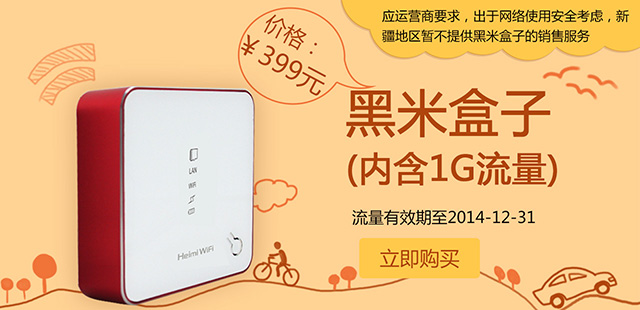 应运营商要求，出于网络使用安全考虑，新
疆地区暂不提供黑米盒子的销售服务
价格：
￥399元
黑米盒子
(内含1G流量)
流量有效期至2014-12-31
立即购买
LAN
WiFi
Heimi WiFi